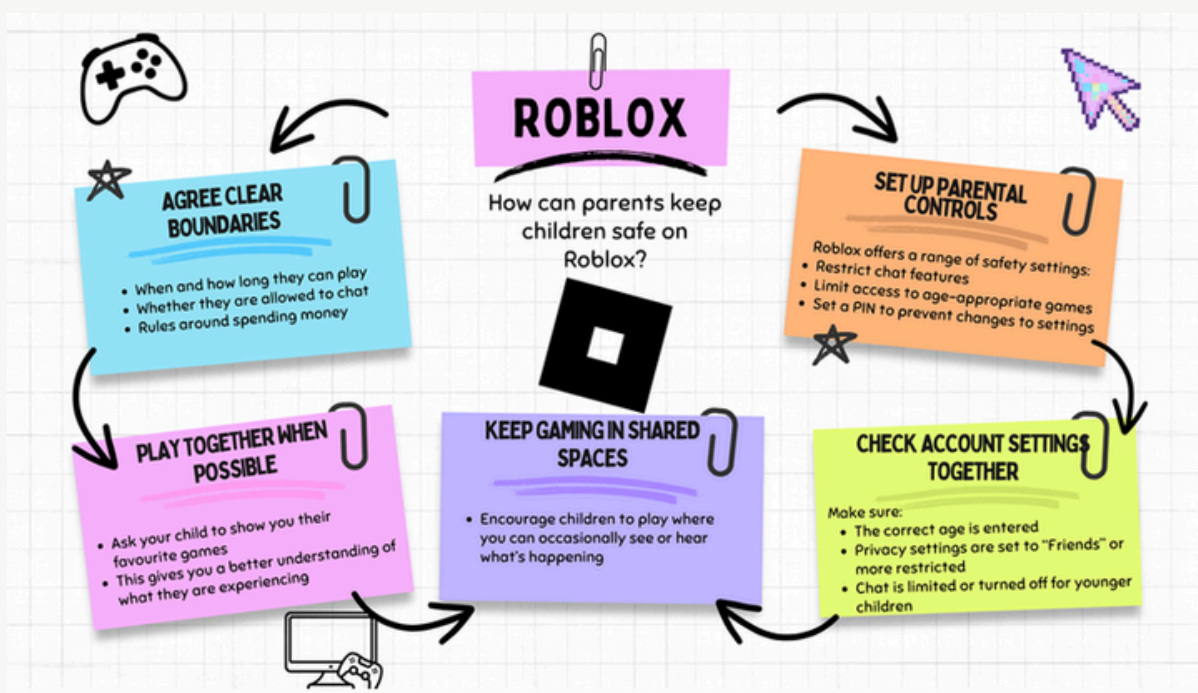 ROBLOX
How can parents keep
children safe on
Roblox?
AGREE CLEAR
BOUNDARIES
• When and how long they can play
• Whether they are allowed to chat
• Rules around spending money
SET UP PARENTAL
CONTROLS
Roblox offers a range of safety settings:
• Restrict chat features
• Limit access to age-appropriate games
• Set a PIN to prevent changes to settings
PLAY TOGETHER WHEN
POSSIBLE
• Ask your child to show you their
favourite games
• This gives you a better understanding of
what they are experiencing
KEEP GAMING IN SHARED
SPACES
• Encourage children to play where
you can occasionally see or hear
what's happening
CHECK ACCOUNT SETTINGS
TOGETHER
Make sure:
• The correct age is entered
• Privacy settings are set to "Friends" or
more restricted
• Chat is limited or turned off for younger
children